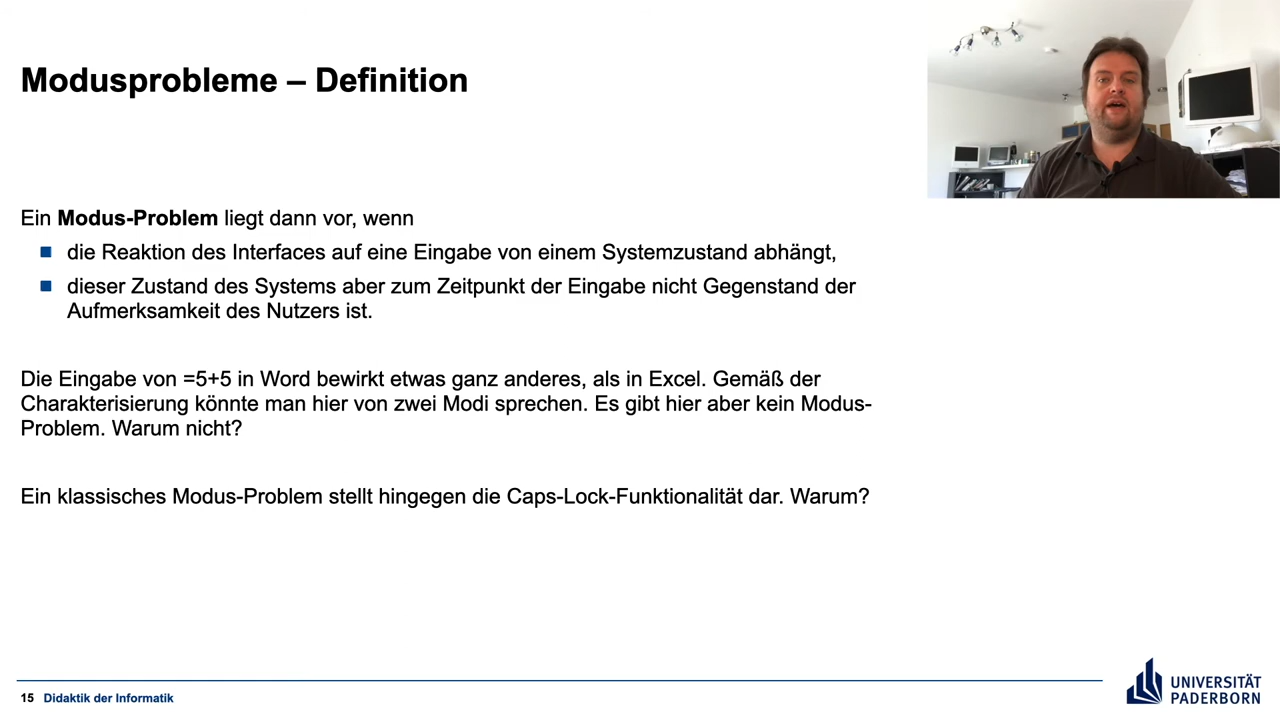 Modusprobleme – Definition
Ein Modus-Problem liegt dann vor, wenn
die Reaktion des Interfaces auf eine Eingabe von einem Systemzustand abhängt,
dieser Zustand des Systems aber zum Zeitpunkt der Eingabe nicht Gegenstand der
Aufmerksamkeit des Nutzers ist.
Die Eingabe von =5+5 in Word bewirkt etwas ganz anderes, als in Excel. Gemäß der
Charakterisierung könnte man hier von zwei Modi sprechen. Es gibt hier aber kein Modus-
Problem. Warum nicht?
Ein klassisches Modus-Problem stellt hingegen die Caps-Lock-Funktionalität dar. Warum?
15 Didaktik der Informatik
UNIVERSITÄT
PADERBORN